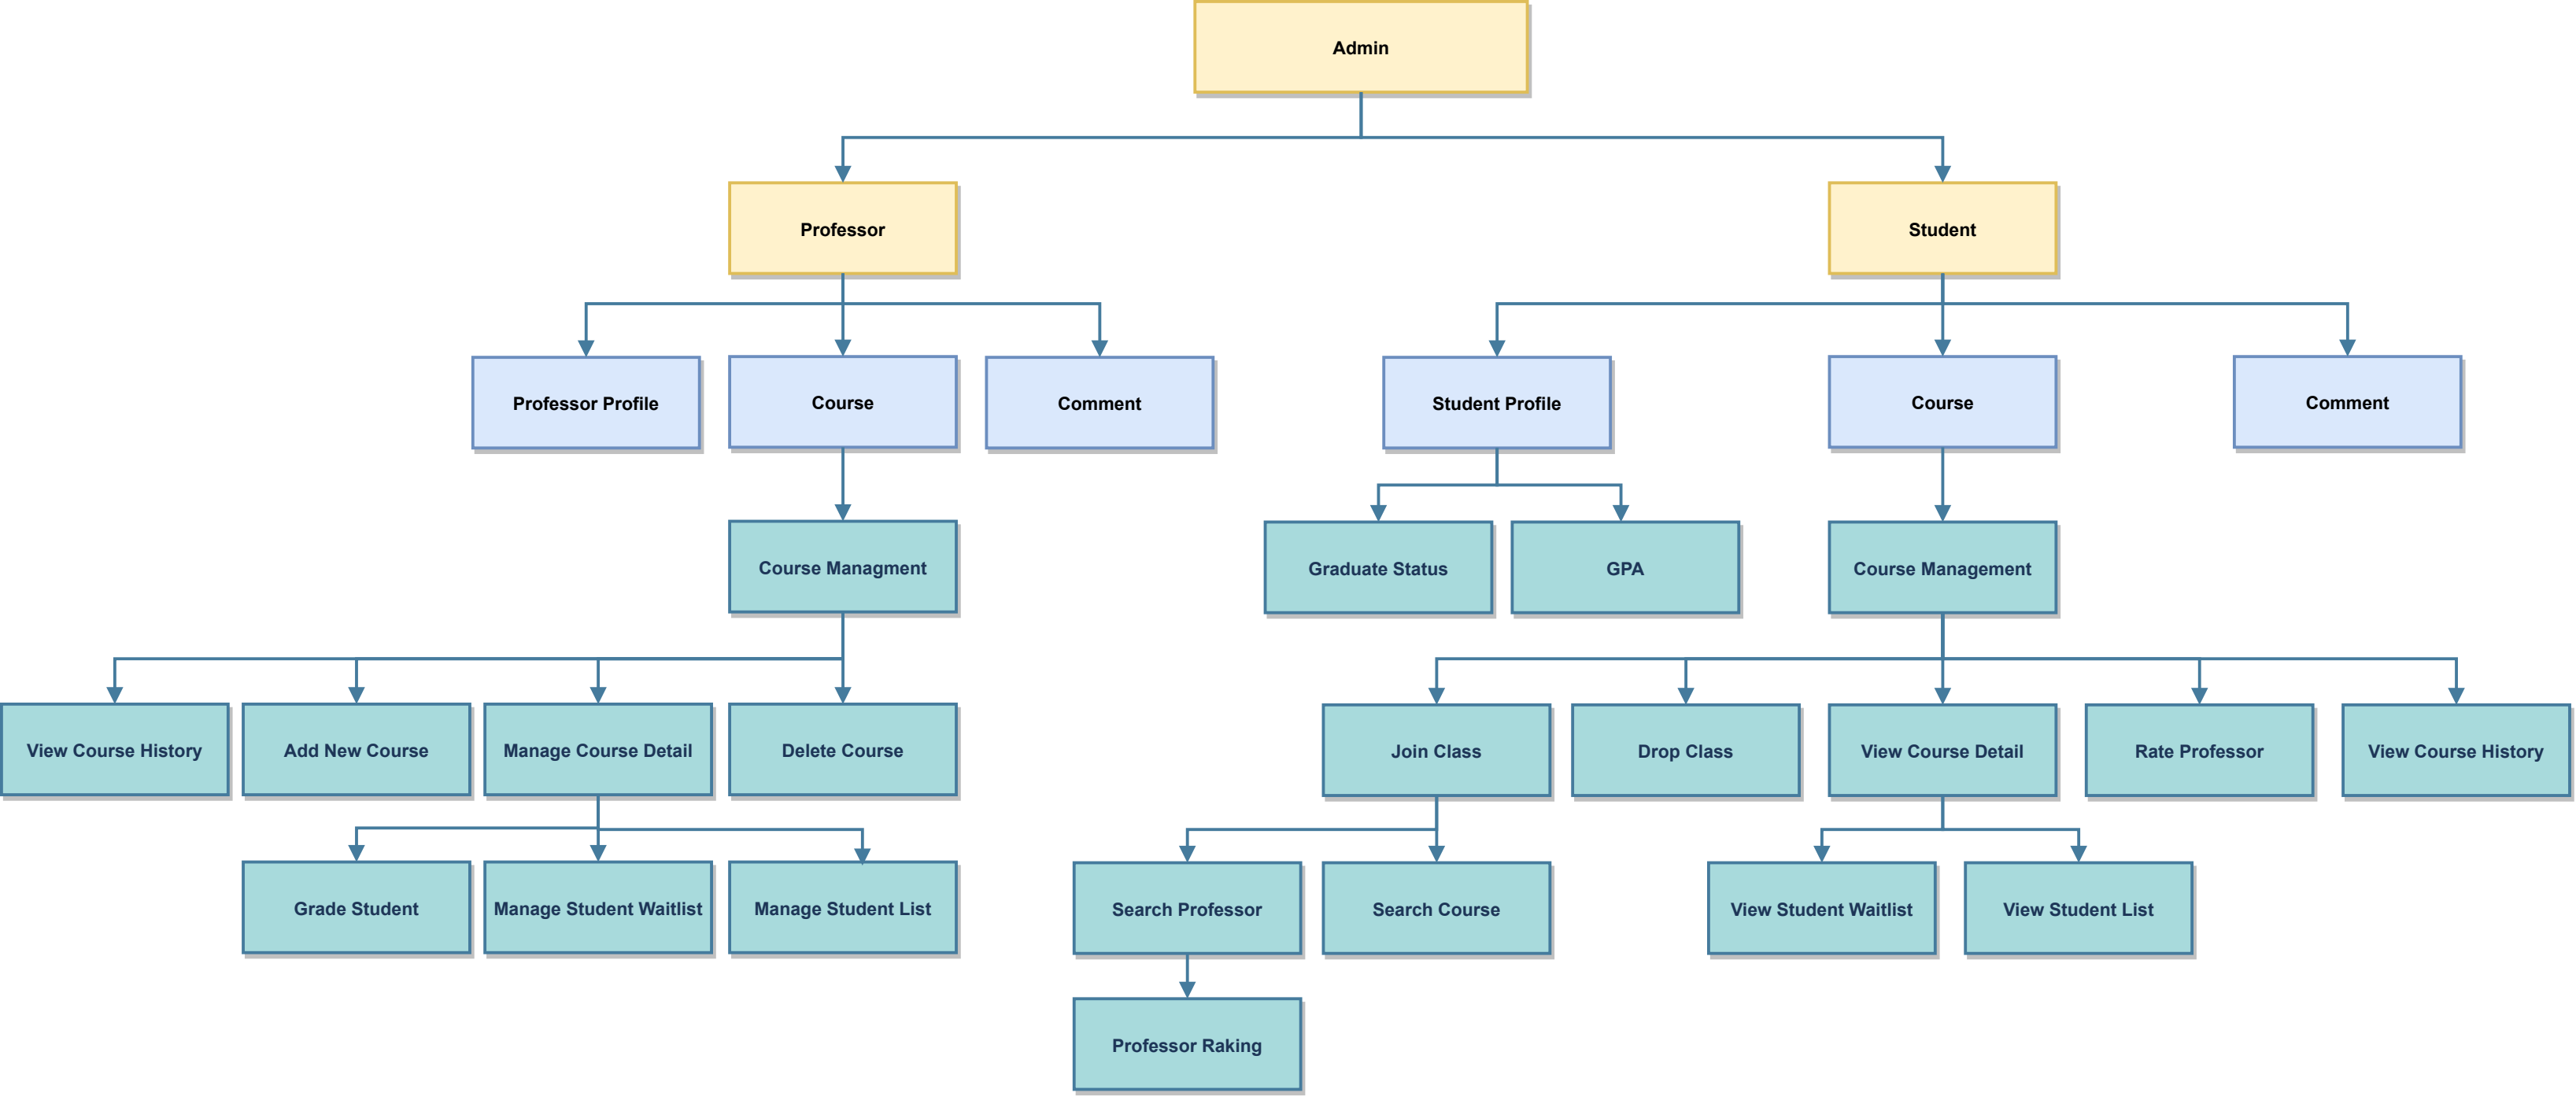 Admin
Professor
Student
Professor Profile
Course
Comment
Student Profile
Course
Comment
Course Managment
Graduate Status
GPA
Course Management
View Course History
Add New Course
Manage Course Detail
Delete Course
Join Class
Drop Class
View Course Detail
Rate Professor
View Course History
Grade Student
Manage Student Waitlist
Manage Student List
Search Professor
Search Course
View Student Waitlist
View Student List
Professor Raking